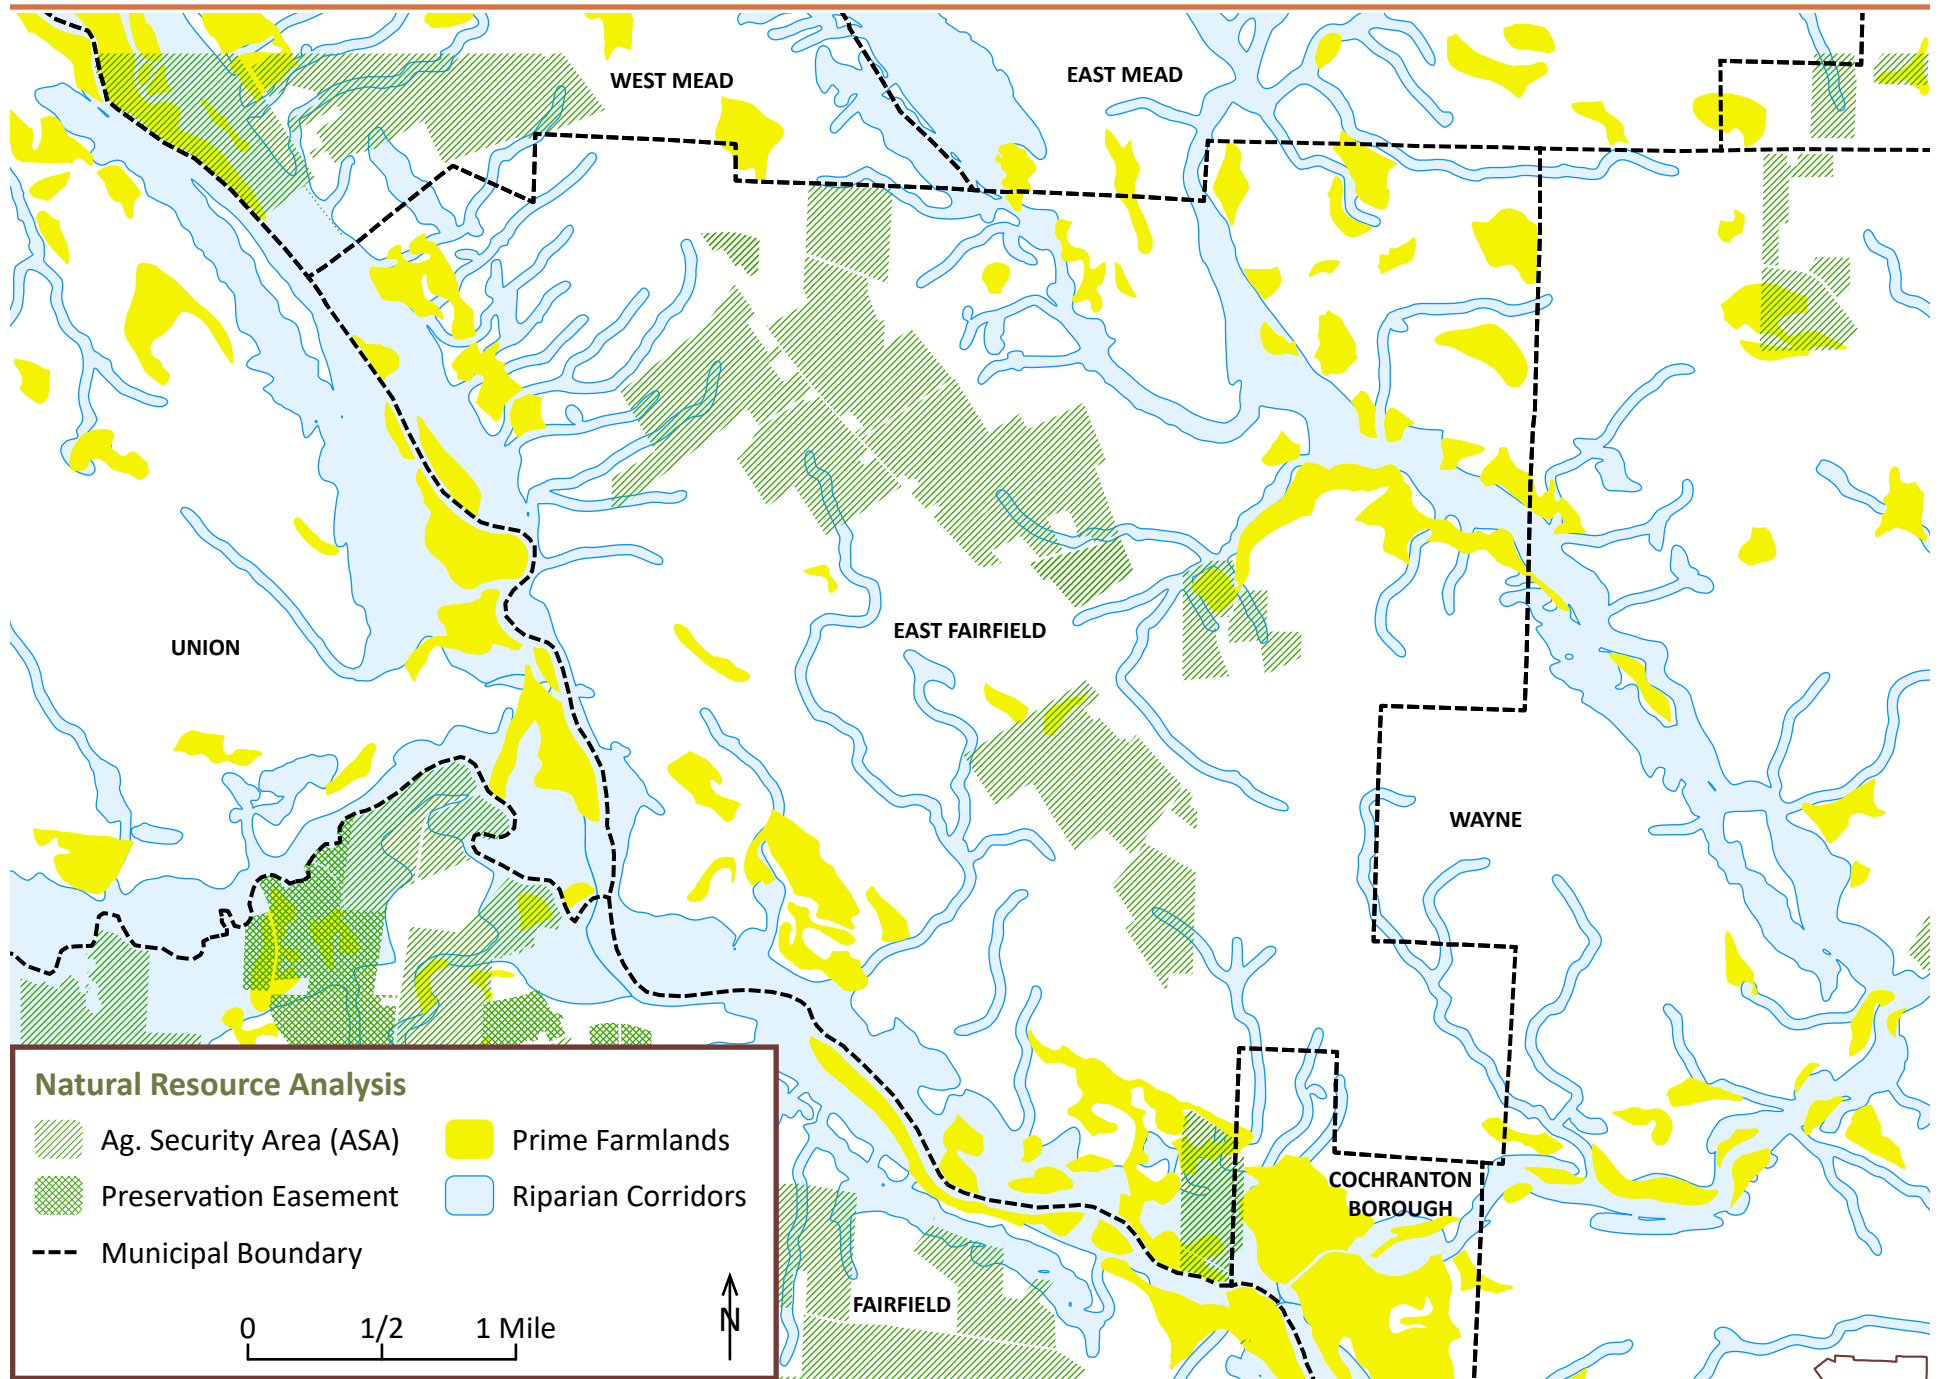 WEST MEAD
EAST MEAD
UNION
EAST FAIRFIELD
WAYNE
COCHRANTON
BOROUGH
FAIRFIELD
Natural Resource Analysis
Ag. Security Area (ASA)
Prime Farmlands
Preservation Easement
Riparian Corridors
Municipal Boundary
0 1/2 1 Mile
N